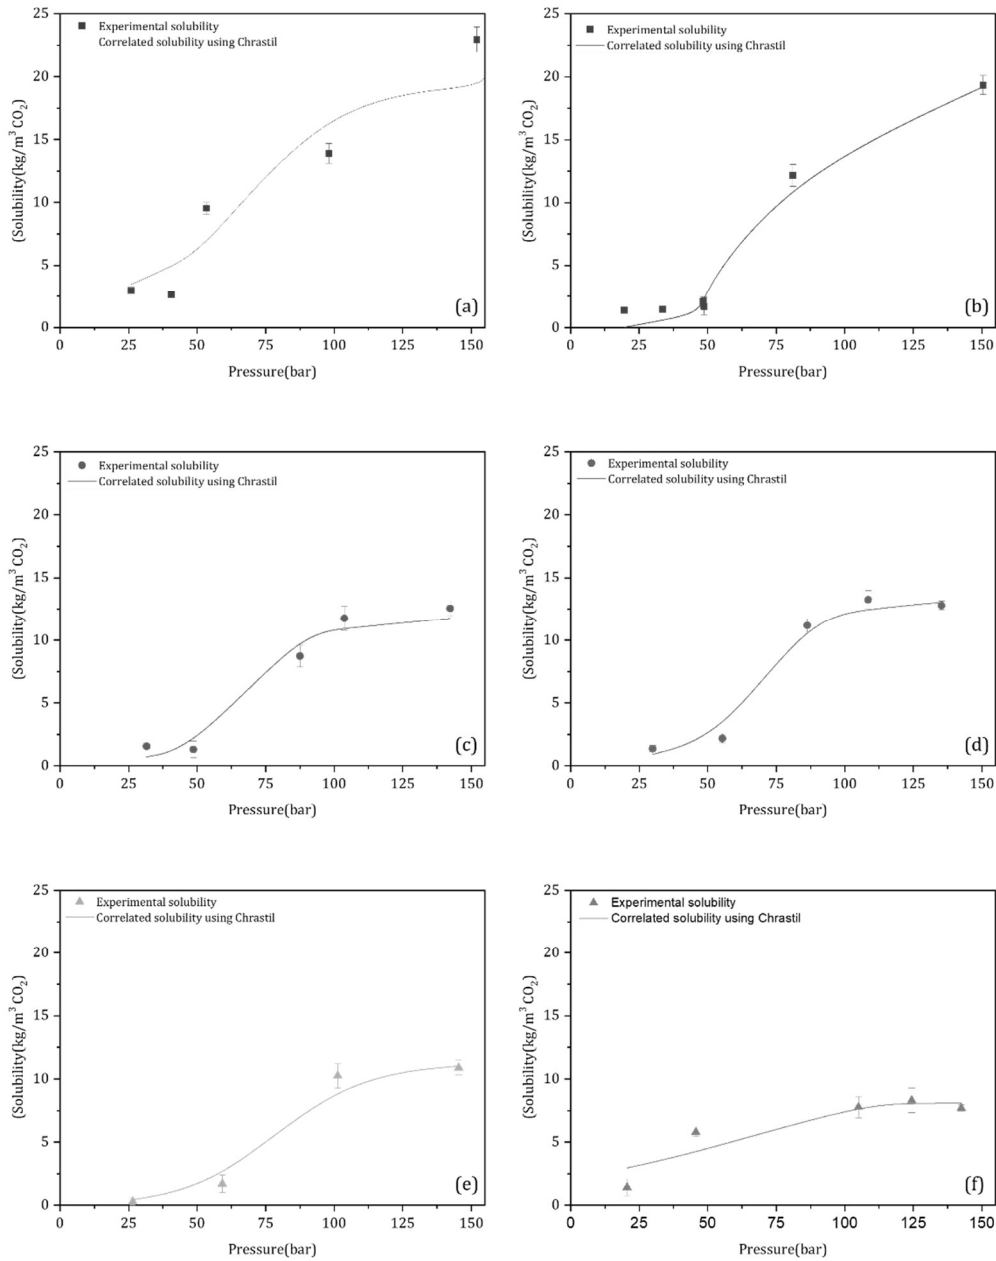 25
20
15
10
5
0
(Solubility(kg/m³ CO₂)
Experimental solubility
Correlated solubility using Chrastil
(a)
0 25 50 75 100 125 150
Pressure(bar)
25
20
15
10
5
0
(Solubility(kg/m³ CO₂)
Experimental solubility
Correlated solubility using Chrastil
(b)
0 25 50 75 100 125 150
Pressure(bar)
25
20
15
10
5
0
(Solubility(kg/m³ CO₂)
Experimental solubility
Correlated solubility using Chrastil
(c)
0 25 50 75 100 125 150
Pressure(bar)
25
20
15
10
5
0
(Solubility(kg/m³ CO₂)
Experimental solubility
Correlated solubility using Chrastil
(d)
0 25 50 75 100 125 150
Pressure(bar)
25
20
15
10
5
0
(Solubility(kg/m³ CO₂)
Experimental solubility
Correlated solubility using Chrastil
(e)
0 25 50 75 100 125 150
Pressure(bar)
25
20
15
10
5
0
(Solubility(kg/m³ CO₂)
Experimental solubility
Correlated solubility using Chrastil
(f)
0 25 50 75 100 125 150
Pressure(bar)